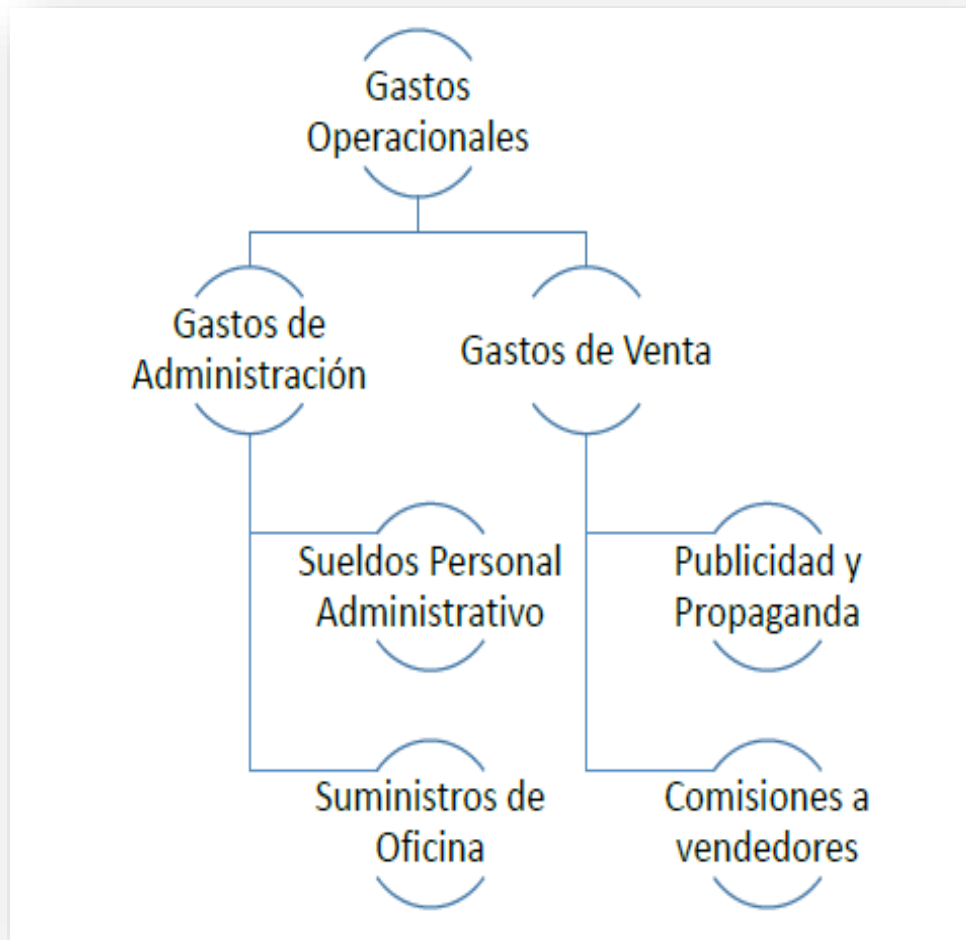 Gastos
Operacionales
Gastos de
Administración
Gastos de Venta
Sueldos Personal
Administrativo
Publicidad y
Propaganda
Suministros de
Oficina
Comisiones a
vendedores